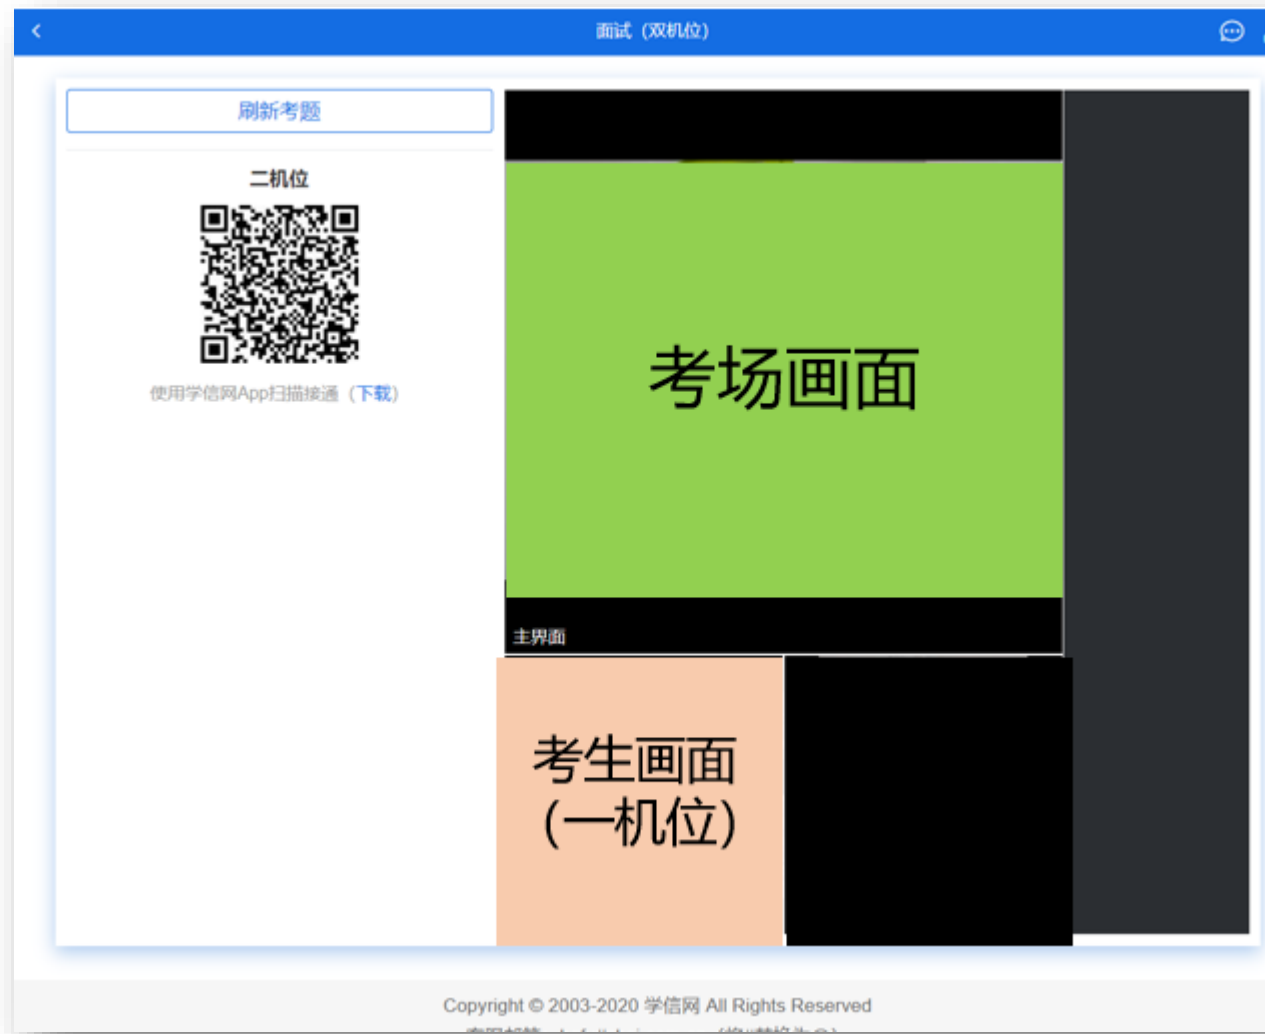 面试（双机位）
刷新考题
二机位
使用学信网App扫描接通（下载）
考场画面
主界面
考生画面
（一机位）
Copyright © 2003-2020 学信网 All Rights Reserved